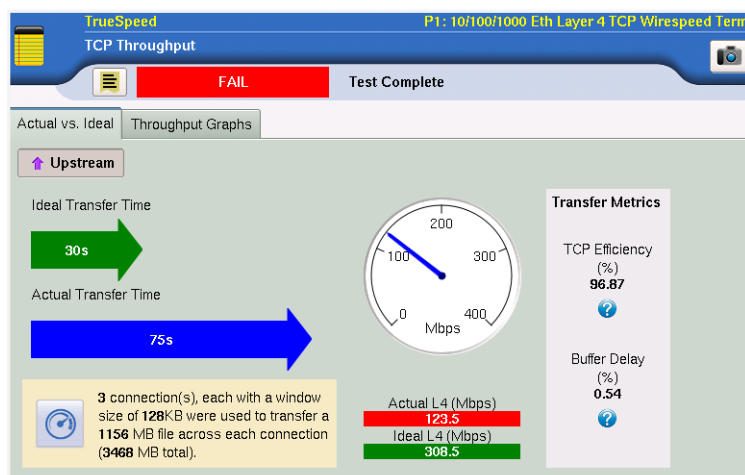 TrueSpeed
P1: 10/100/1000 Eth Layer 4 TCP Wirespeed Term
TCP Throughput
FAIL
Test Complete
Actual vs. Ideal
Throughput Graphs
Upstream
Ideal Transfer Time
30s
Actual Transfer Time
75s
3 connection(s), each with a window
size of 128KB were used to transfer a
1156 MB file across each connection
(3468 MB total).
0
100
200
300
400
Mbps
Actual L4 (Mbps)
123.5
Ideal L4 (Mbps)
308.5
Transfer Metrics
TCP Efficiency
(%)
96.87
?
Buffer Delay
(%)
0.54
?